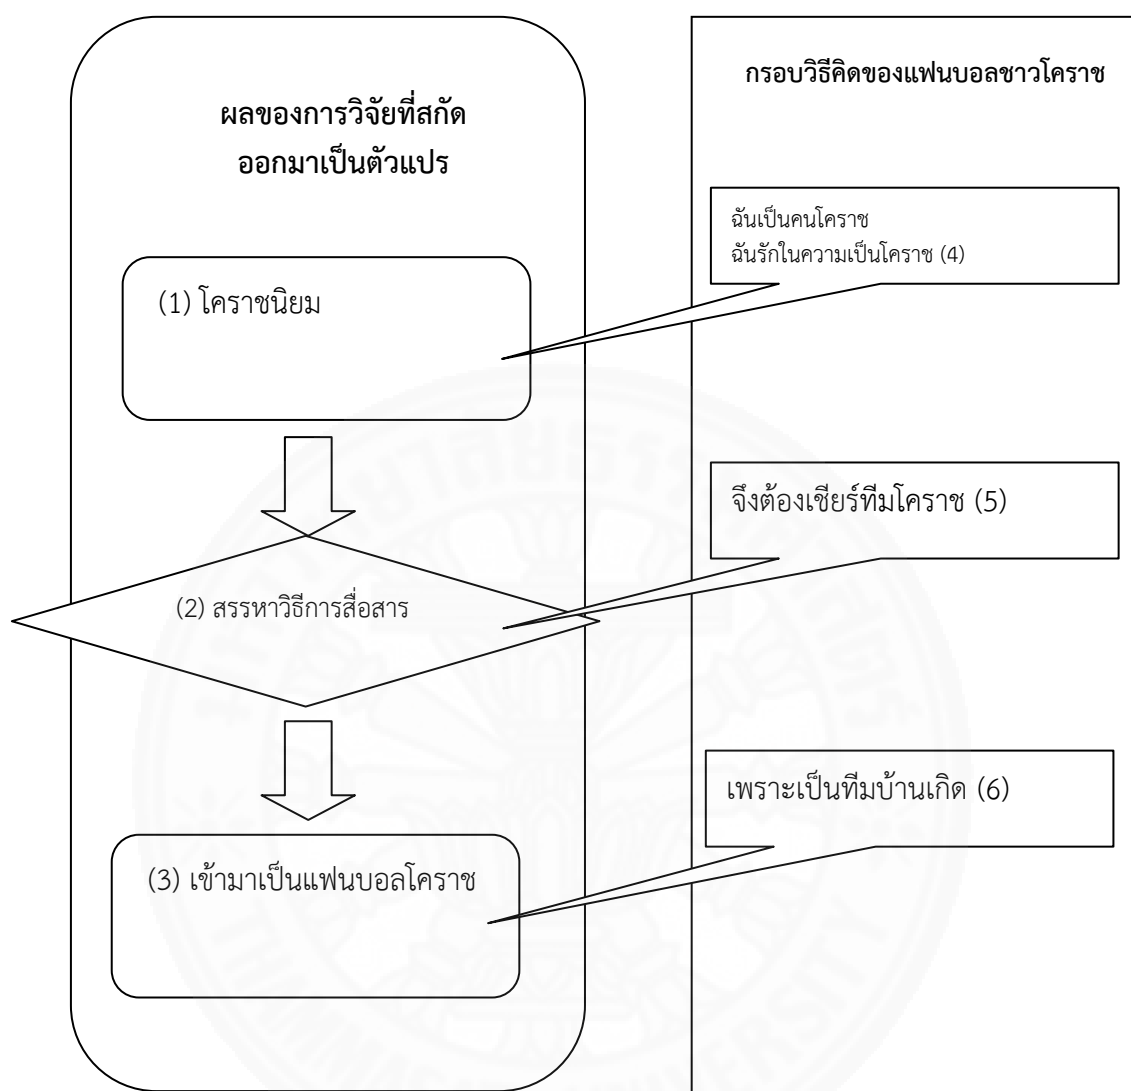 ผลของการวิจัยที่สกัด
ออกมาเป็นตัวแปร
(1) โคราชนิยม
(2) สรรหาวิธีการสื่อสาร
(3) เข้ามาเป็นแฟนบอลโคราช
กรอบวิธีคิดของแฟนบอลชาวโคราช
ฉันเป็นคนโคราช
ฉันรักในความเป็นโคราช (4)
จึงต้องเชียร์ทีมโคราช (5)
เพราะเป็นทีมบ้านเกิด (6)